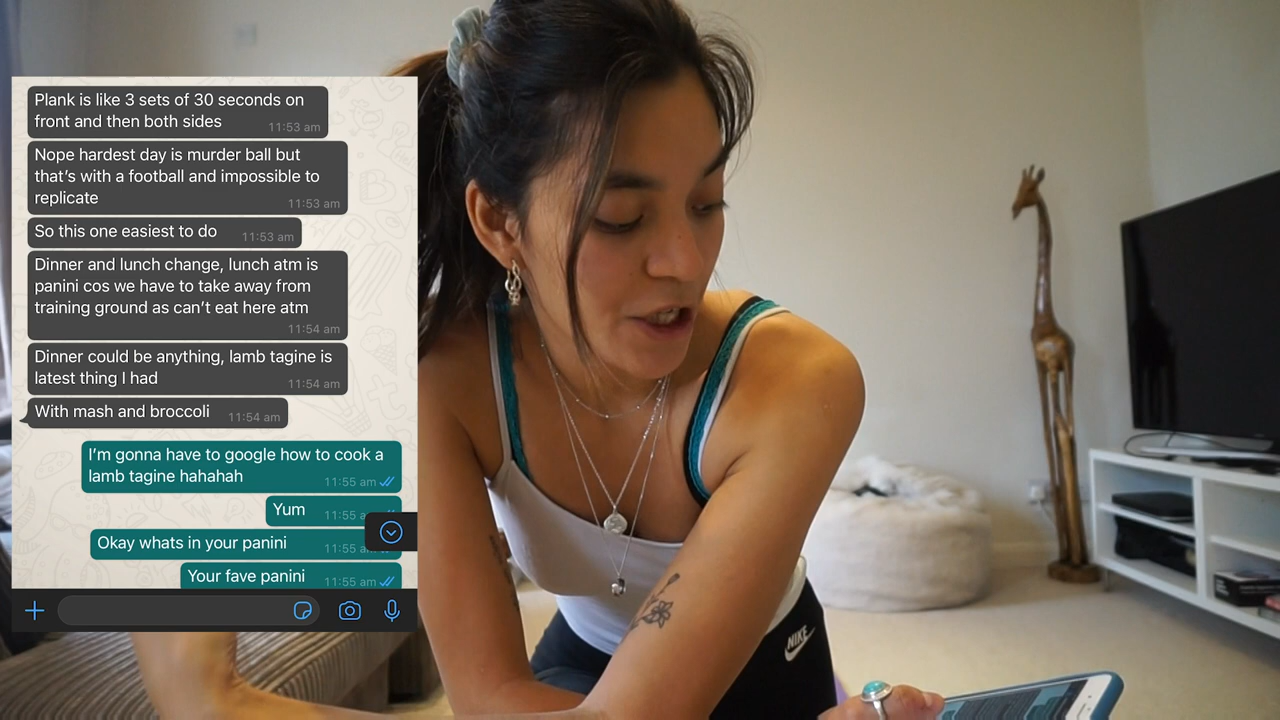 Plank is like 3 sets of 30 seconds on
front and then both sides
11:53 am
Nope hardest day is murder ball but
that's with a football and impossible to
replicate
11:53 am
So this one easiest to do
11:53 am
Dinner and lunch change, lunch atm is
panini cos we have to take away from
training ground as can't eat here atm
11:54 am
Dinner could be anything, lamb tagine is
latest thing I had
11:54 am
With mash and broccoli
11:54 am
I'm gonna have to google how to cook a
lamb tagine hahahah
11:55 am
Yum
11:55 a
Okay whats in your panini
11:55 a
Your fave panini
11:55 am
NIKE